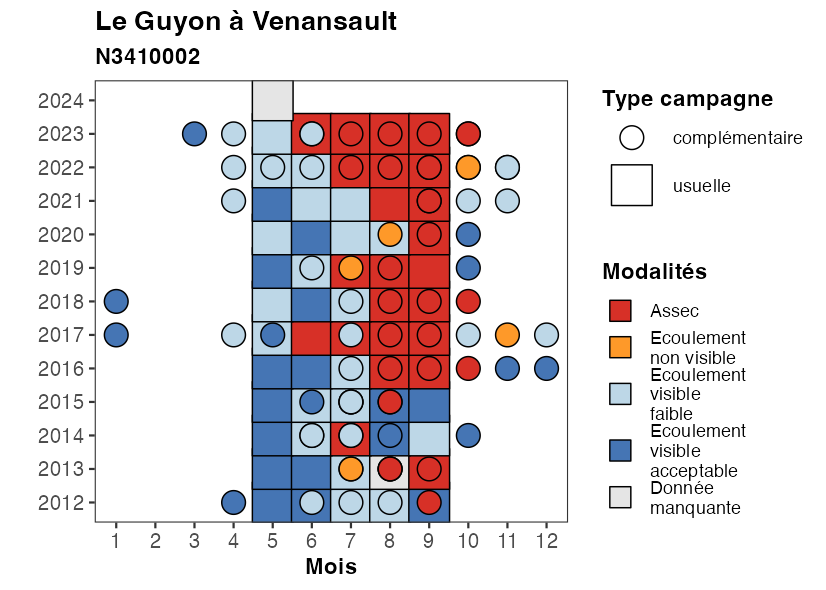 Le Guyon à Venansault
N3410002
2024
2023
2022
2021
2020
2019
2018
2017
2016
2015
2014
2013
2012
1 2 3 4 5 6 7 8 9 10 11 12
Mois
Type campagne
complémentaire
usuelle
Modalités
Assec
Ecoulement
non visible
Ecoulement
visible
faible
Ecoulement
visible
acceptable
Donnée
manquante